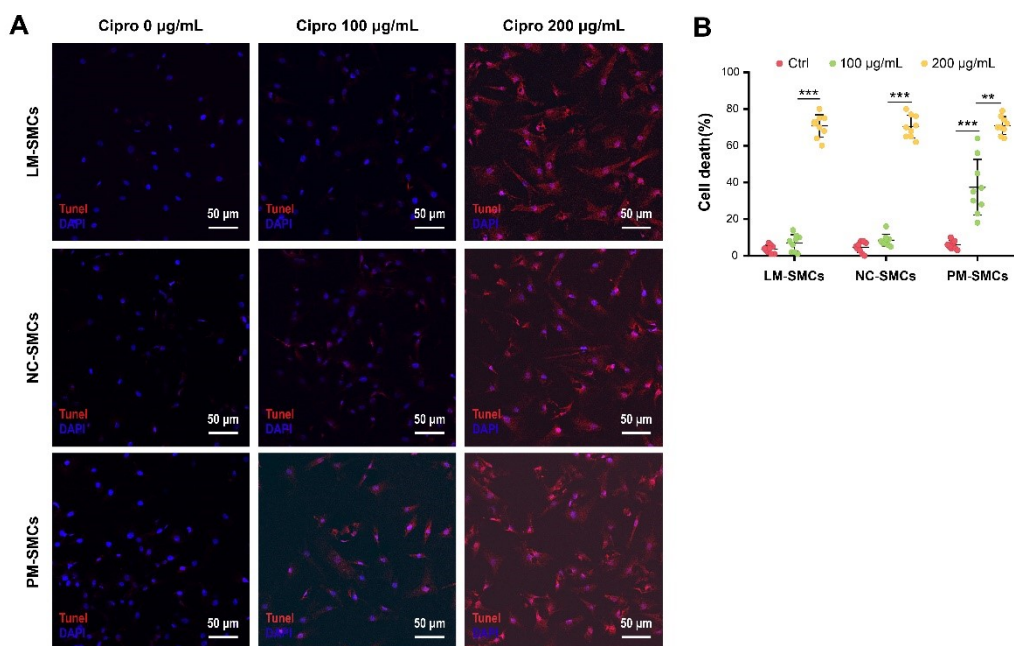 A
Cipro 0 µg/mL Cipro 100 µg/mL Cipro 200 µg/mL
LM-SMCs
Tunel
DAPI
50 µm
Tunel
DAPI
50 µm
Tunel
DAPI
50 µm
NC-SMCs
Tunel
DAPI
50 µm
Tunel
DAPI
50 µm
Tunel
DAPI
50 µm
PM-SMCs
Tunel
DAPI
50 µm
Tunel
DAPI
50 µm
Tunel
DAPI
50 µm
B
Ctrl 100 µg/mL 200 µg/mL
Cell death(%)
100
80
60
40
20
0
*** *** *** **
LM-SMCs NC-SMCs PM-SMCs